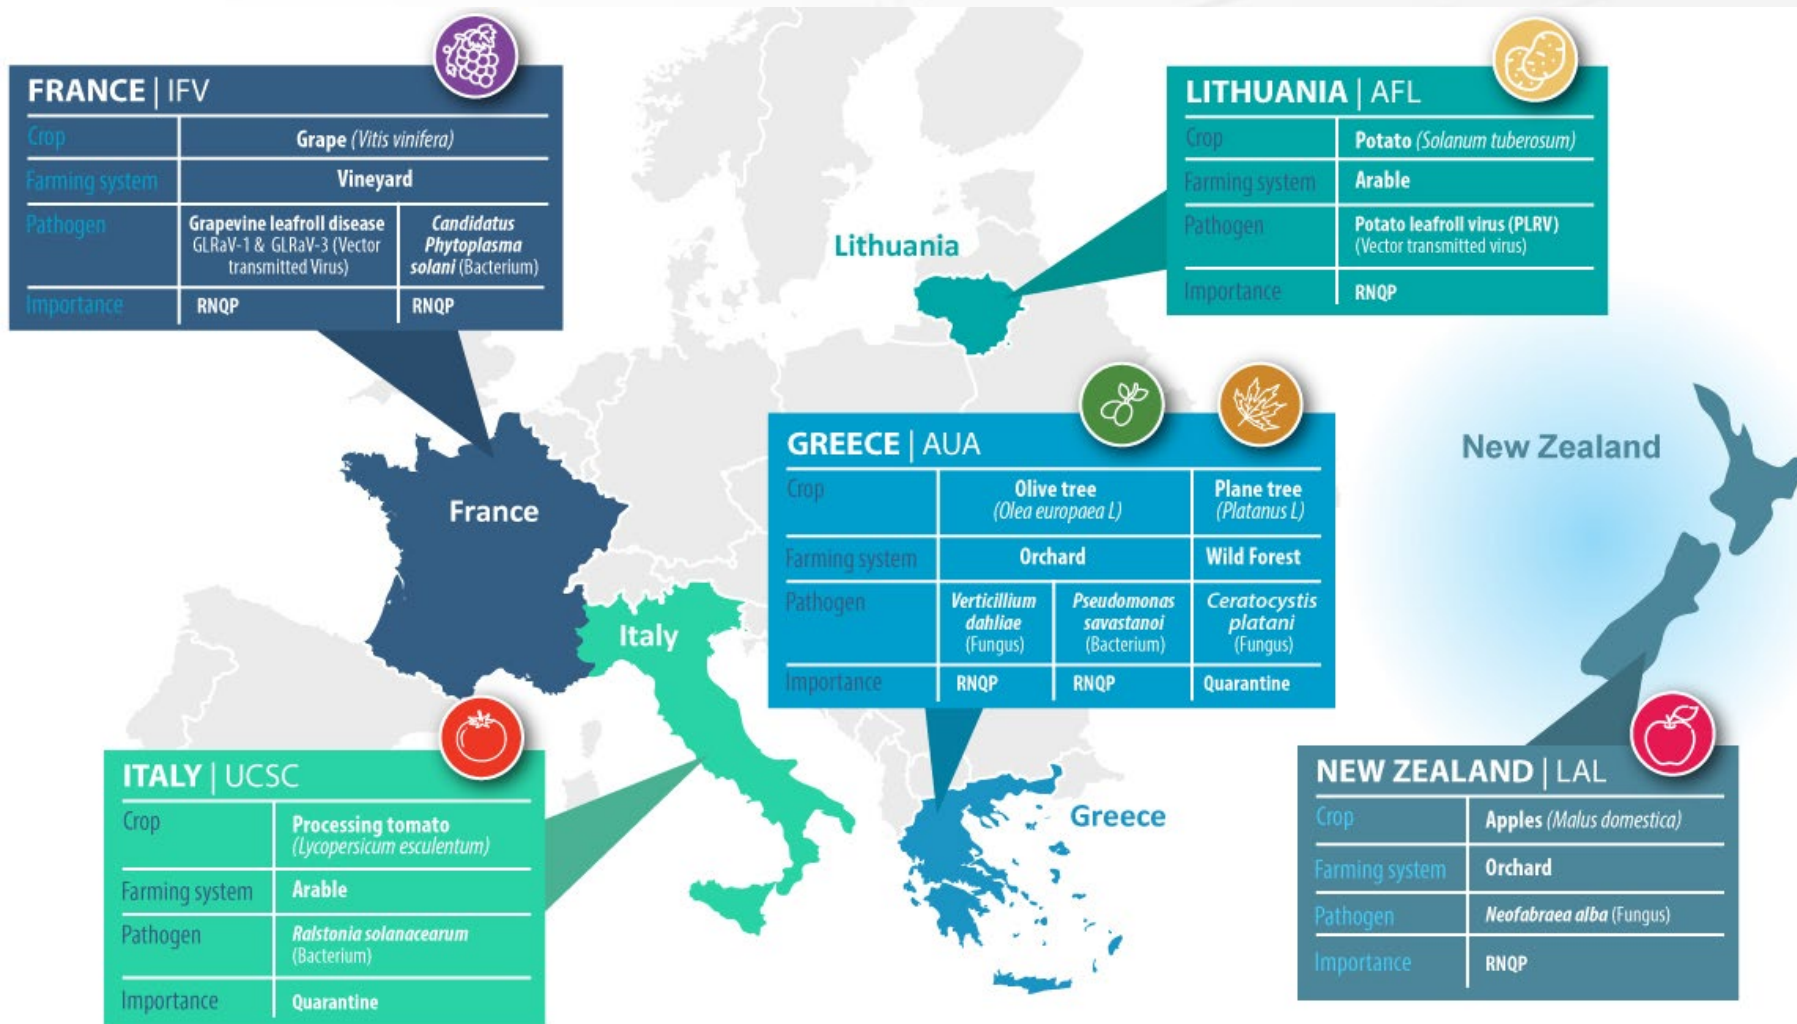 FRANCE | IFV
Crop
Grape (Vitis vinifera)
Farming system
Vineyard
Pathogen
Grapevine leafroll disease
GLRaV-1 & GLRaV-3 (Vector
transmitted Virus)
Candidatus
Phytoplasma
solani (Bacterium)
Importance
RNQP
RNQP
LITHUANIA | AFL
Crop
Potato (Solanum tuberosum)
Farming system
Arable
Pathogen
Potato leafroll virus (PLRV)
(Vector transmitted virus)
Importance
RNQP
Lithuania
France
Italy
GREECE | AUA
Crop
Olive tree
(Olea europaea L)
Plane tree
(Platanus L)
Farming system
Orchard
Wild Forest
Pathogen
Verticillium
dahliae
(Fungus)
Pseudomonas
savastanoi
(Bacterium)
Ceratocystis
platani
(Fungus)
Importance
RNQP
RNQP
Quarantine
New Zealand
Greece
ITALY | UCSC
Crop
Processing tomato
(Lycopersicum esculentum)
Farming system
Arable
Pathogen
Ralstonia solanacearum
(Bacterium)
Importance
Quarantine
NEW ZEALAND | LAL
Crop
Apples (Malus domestica)
Farming system
Orchard
Pathogen
Neofabraea alba (Fungus)
Importance
RNQP